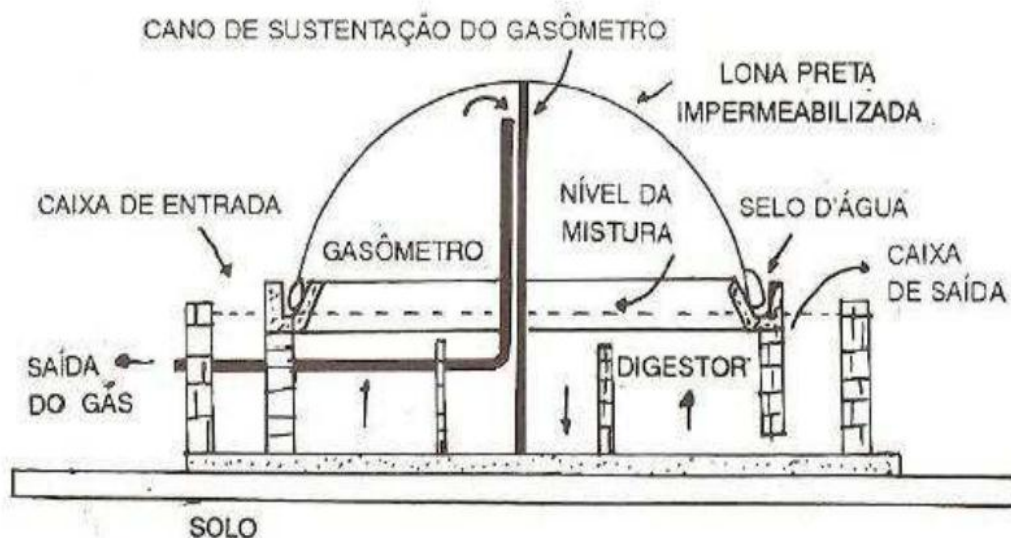 CANO DE SUSTENTAÇÃO DO GASÔMETRO
LONA PRETA
IMPERMEABILIZADA
CAIXA DE ENTRADA
NÍVEL DA
MISTURA
SELO D'ÁGUA
GASÔMETRO
CAIXA
DE SAÍDA
SAÍDA
DO GÁS
DIGESTOR
SOLO